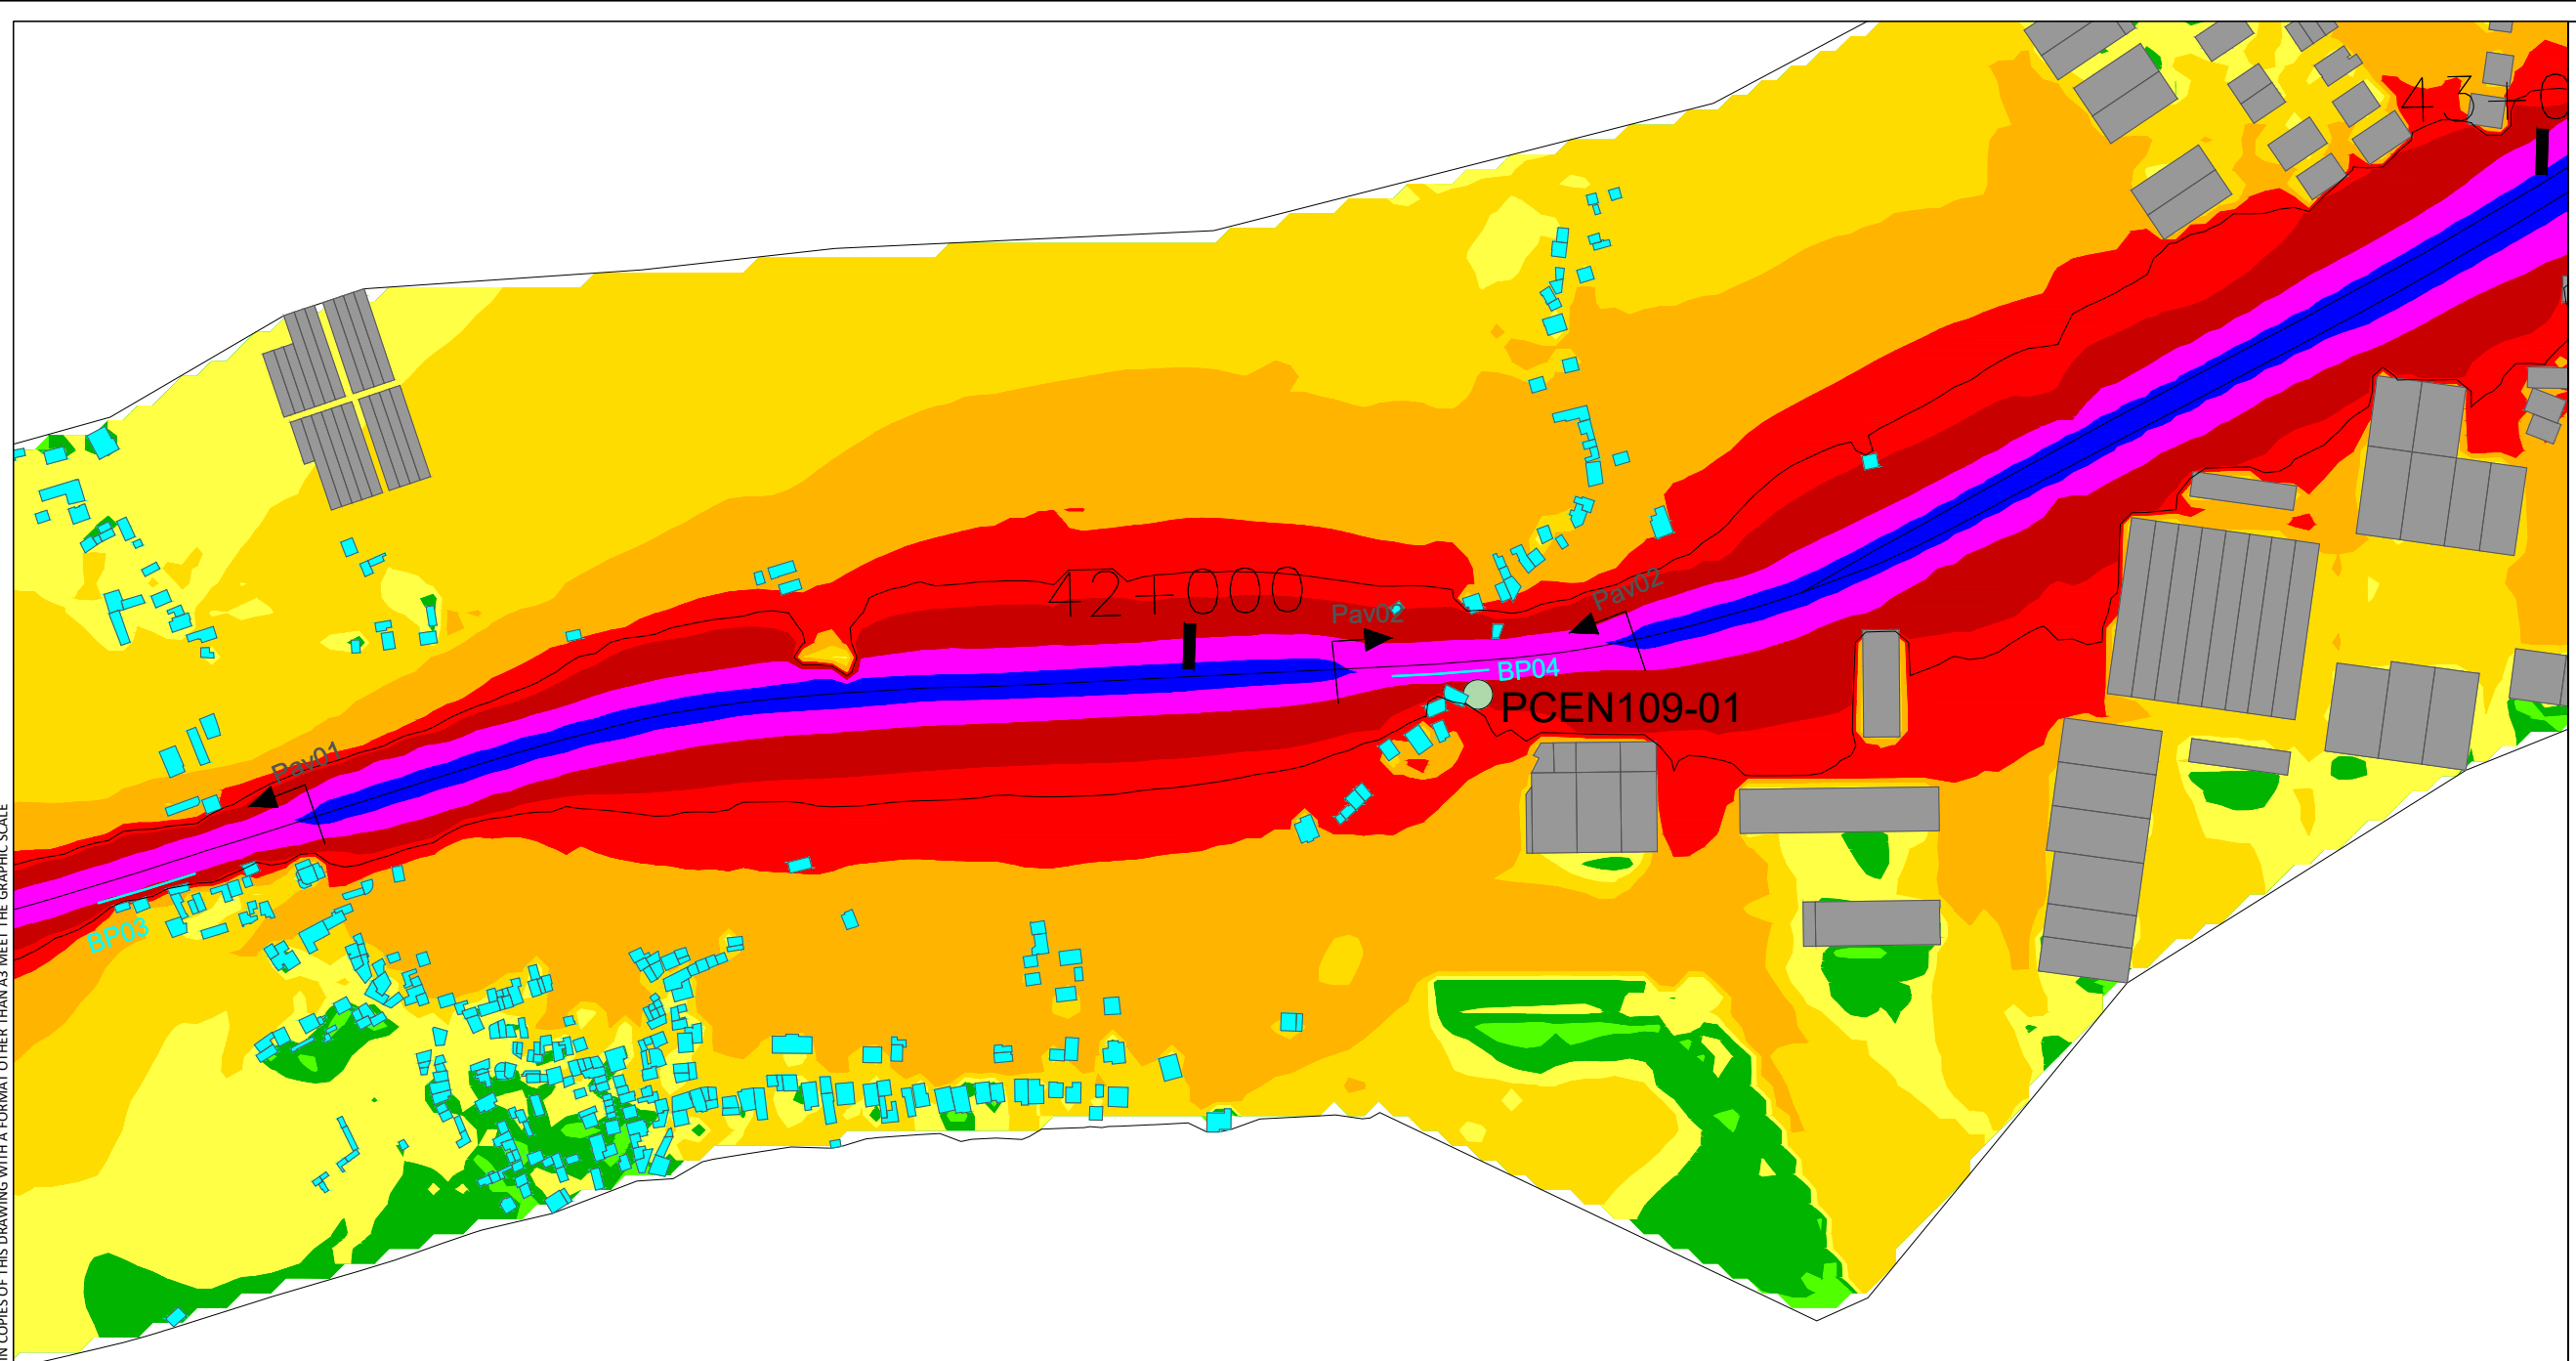 43+0
42+000
Pav02
Pav02
BP04
PCEN109-01
Pav01
BP03
IN COPIES OF THIS DRAWING WITH A FORMAT OTHER THAN A3 MEET THE GRAPHIC SCALE